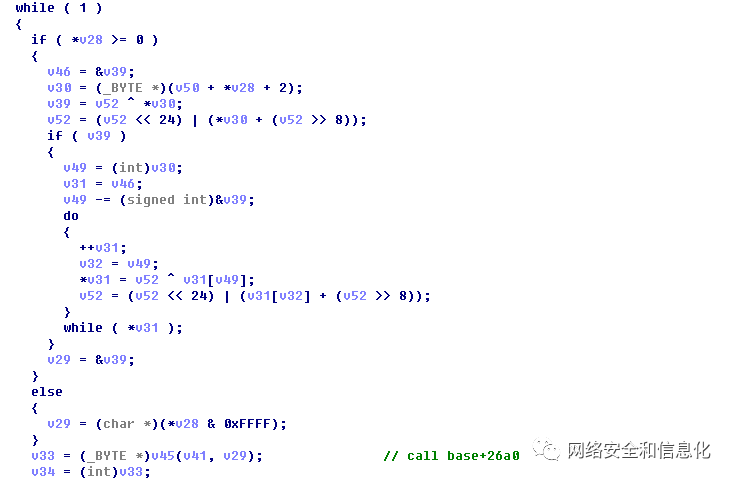 while ( 1 )
{
  if ( *v28 >= 0 )
  {
    v46 = &v39;
    v30 = (_BYTE *)(v50 + *v28 + 2);
    v39 = v52 ^ *v30;
    v52 = (v52 << 24) | (*v30 + (v52 >> 8));
    if ( v39 )
    {
      v49 = (int)v30;
      v31 = v46;
      v49 -= (signed int)&v39;
      do
      {
        ++v31;
        v32 = v49;
        *v31 = v52 ^ v31[v49];
        v52 = (v52 << 24) | (v31[v32] + (v52 >> 8));
      }
      while ( *v31 );
    }
    v29 = &v39;
  }
  else
  {
    v29 = (char *)(*v28 & 0xFFFF);
  }
  v33 = (_BYTE *)v45(v41, v29);               // call base+26a0
  v34 = (int)v33;
网络安全和信息化